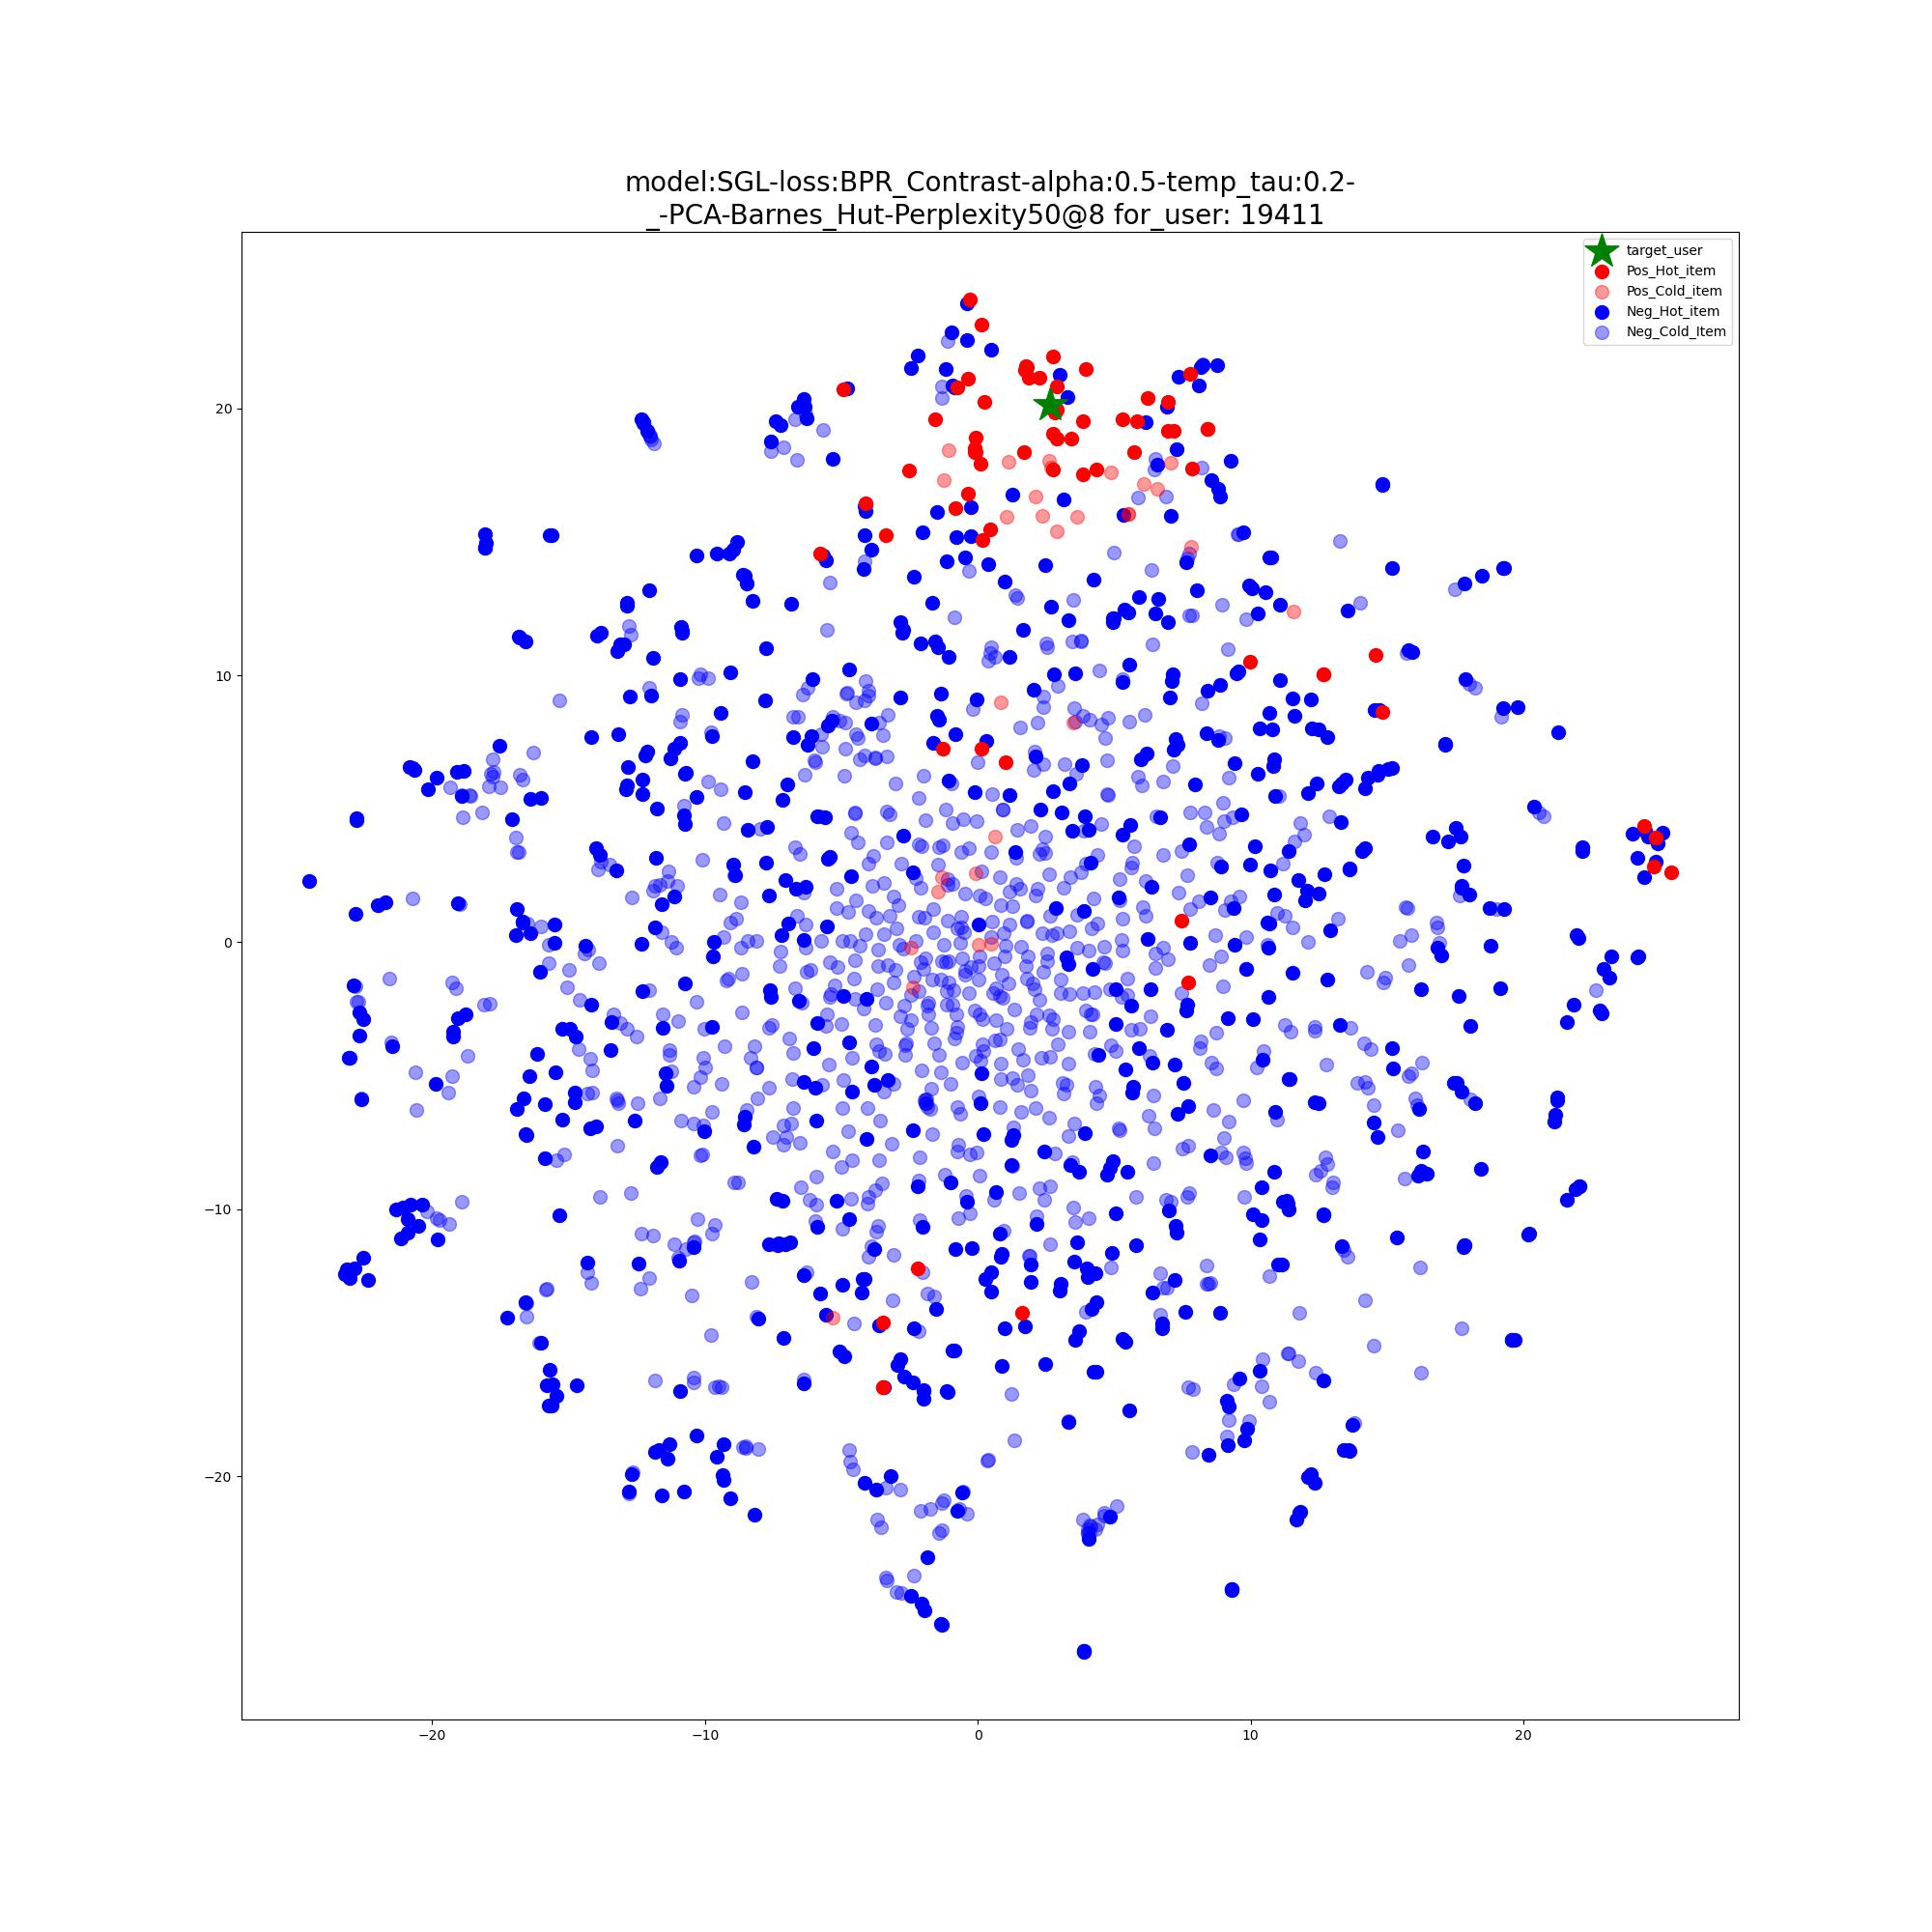 model:SGL-loss:BPR_Contrast-alpha:0.5-temp_tau:0.2-
_-PCA-Barnes_Hut-Perplexity50@8 for_user: 19411
target_user
Pos_Hot_item
Pos_Cold_item
Neg_Hot_item
Neg_Cold_Item
20
10
0
−10
−20
−20
−10
0
10
20